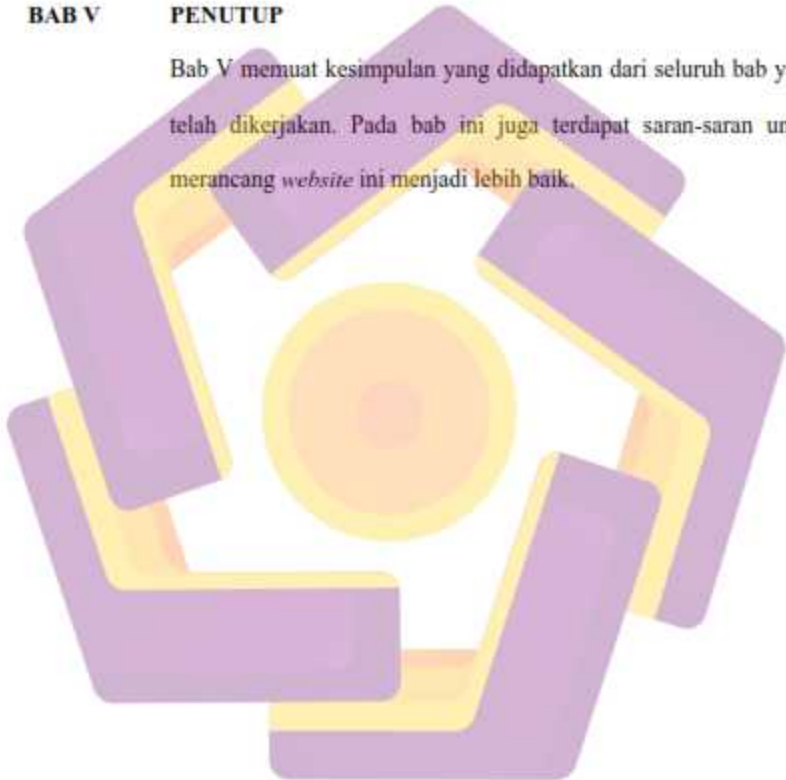 BAB V PENUTUP
Bab V memuat kesimpulan yang didapatkan dari seluruh bab y
telah dikerjakan. Pada bab ini juga terdapat saran-saran un
merancang website ini menjadi lebih baik.